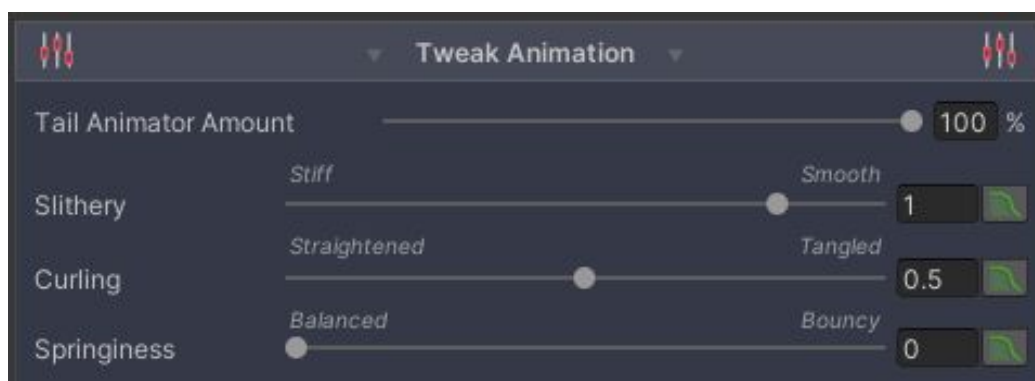 Tweak Animation
Tail Animator Amount 100 %
Stiff Smooth
Slithery 1
Straightened Tangled
Curling 0.5
Balanced Bouncy
Springiness 0